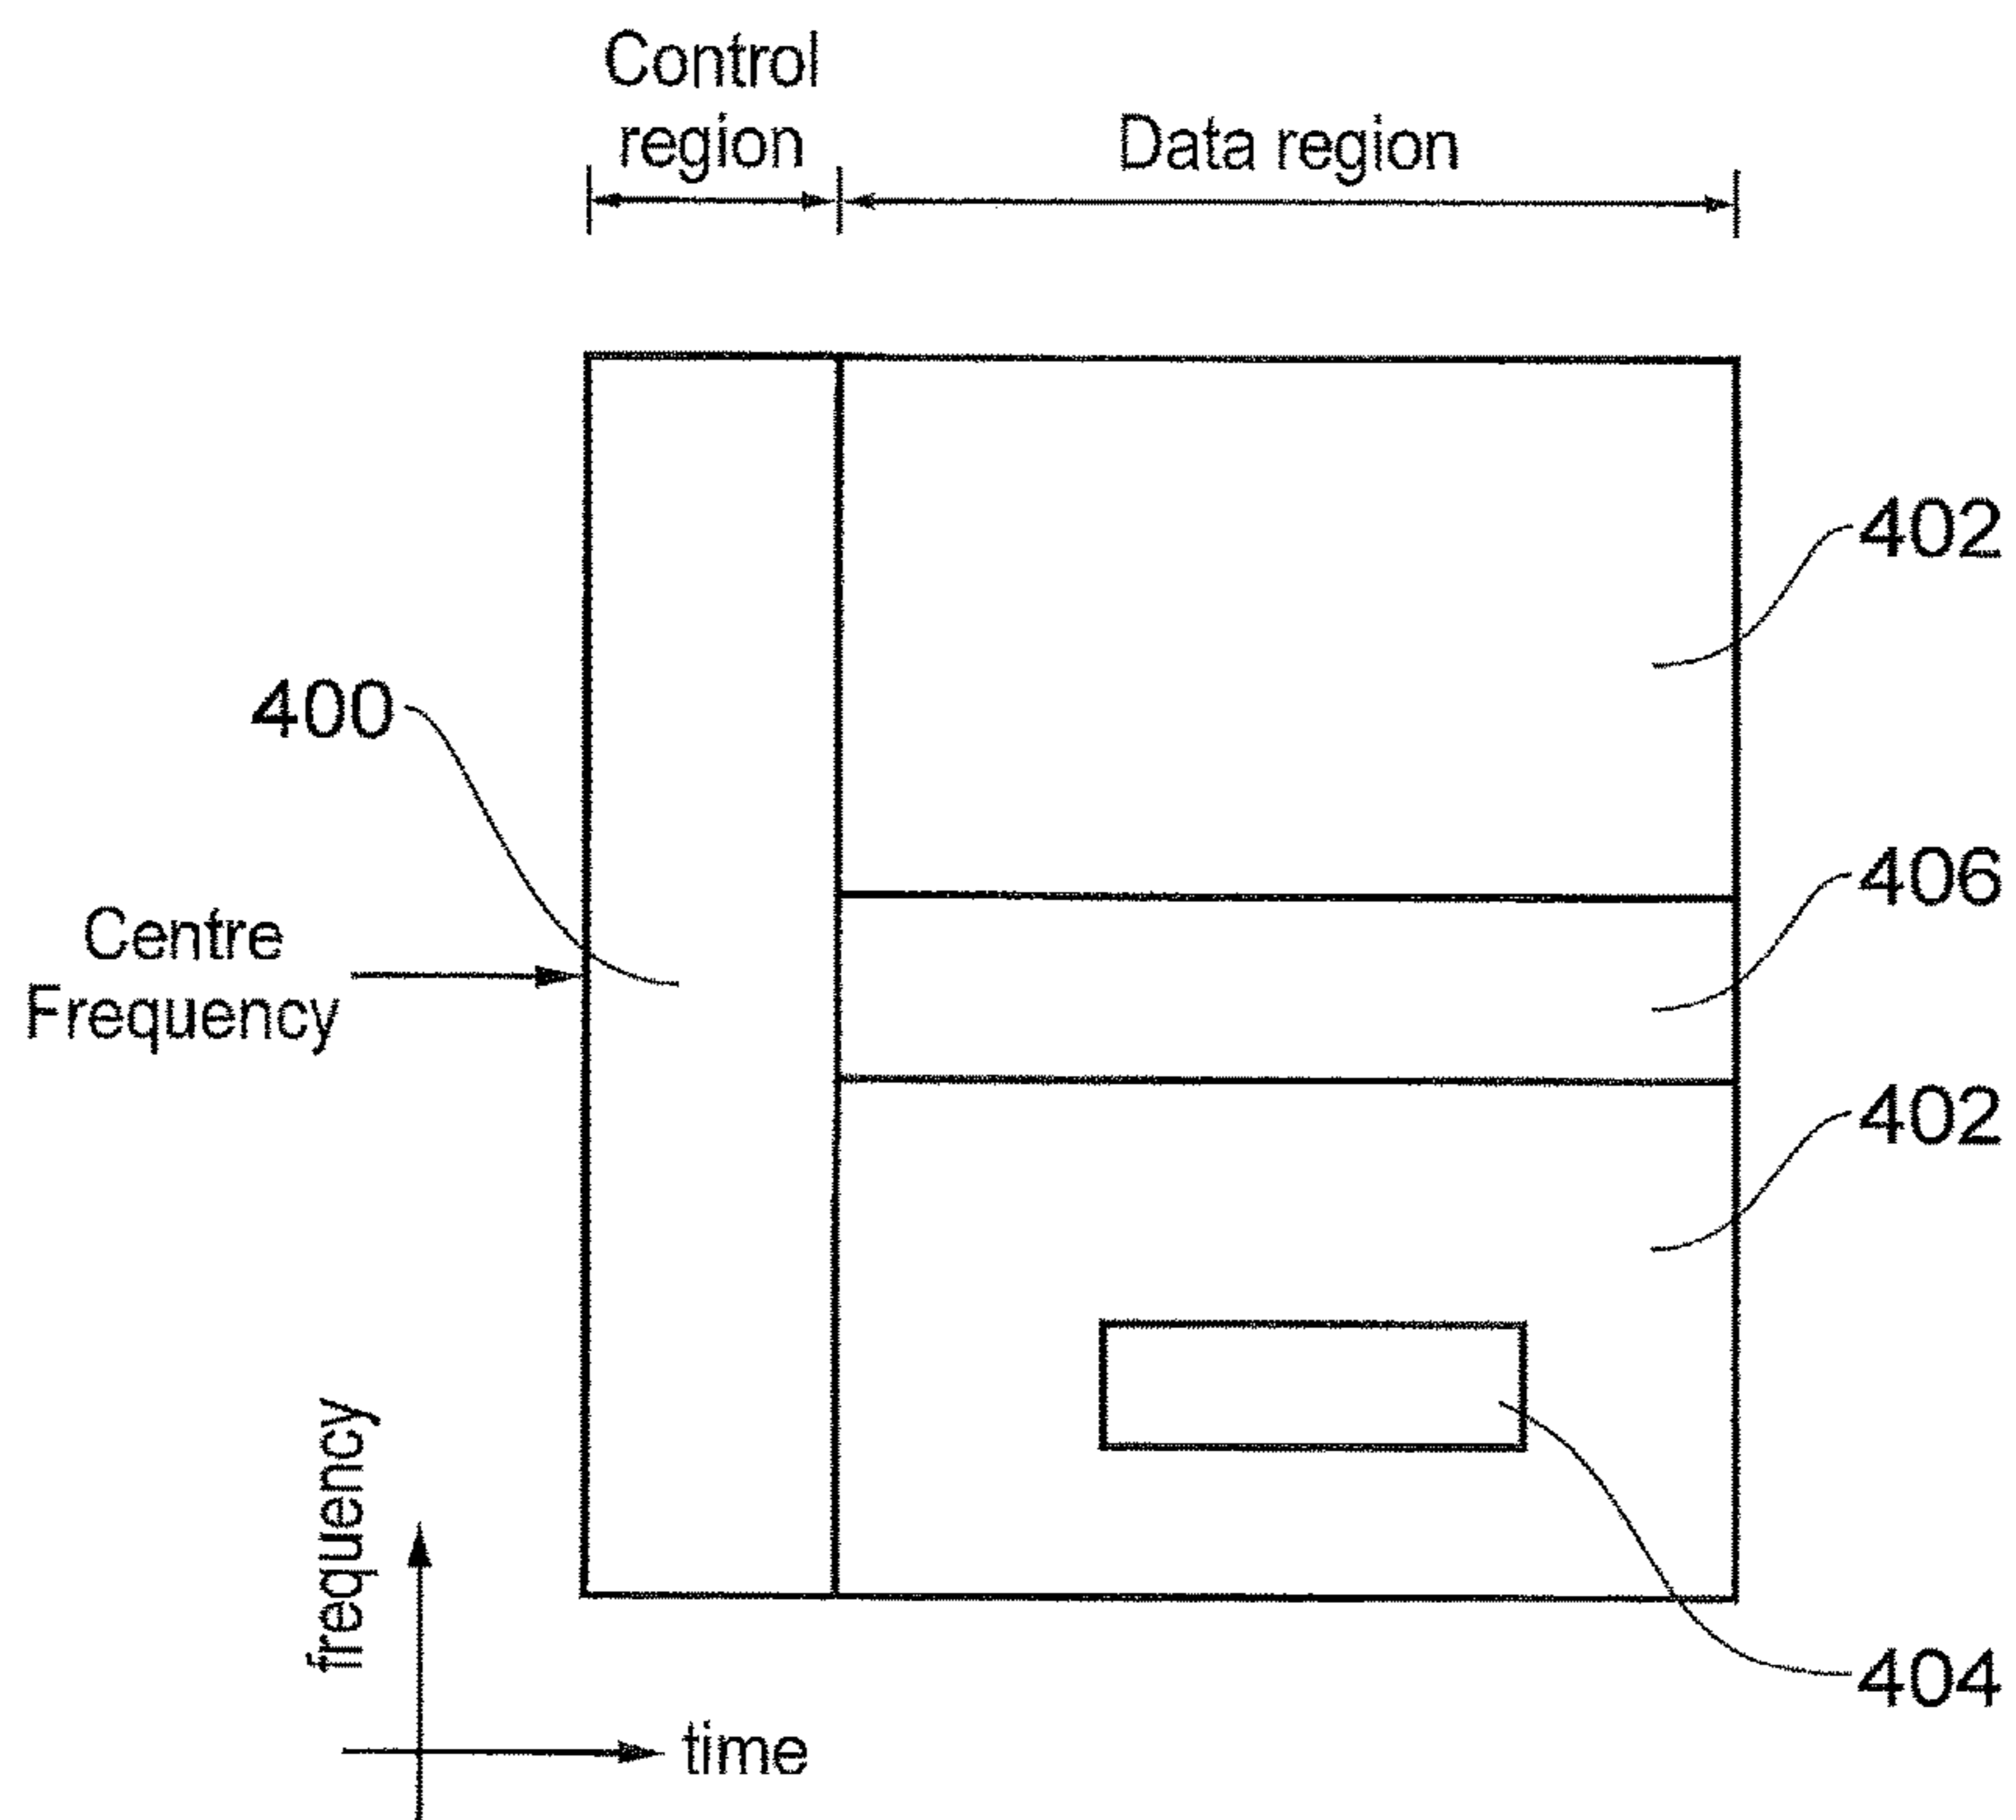 Control
region
Data region
402
400
406
Centre
Frequency
402
frequency
404
time